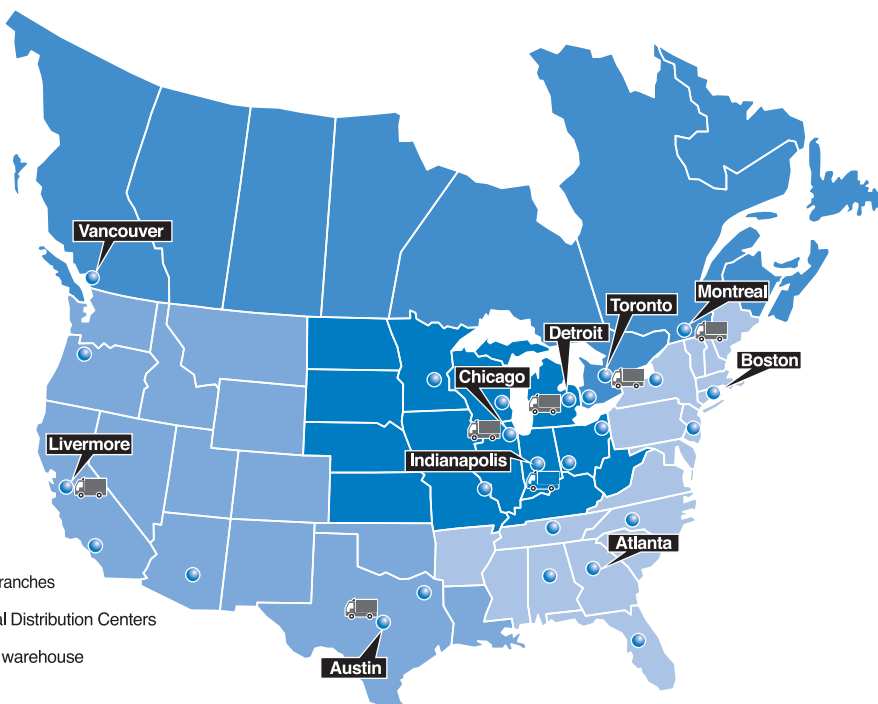 Vancouver
Montreal
Toronto
Detroit
Boston
Chicago
Livermore
Indianapolis
Atlanta
ranches
al Distribution Centers
warehouse
Austin